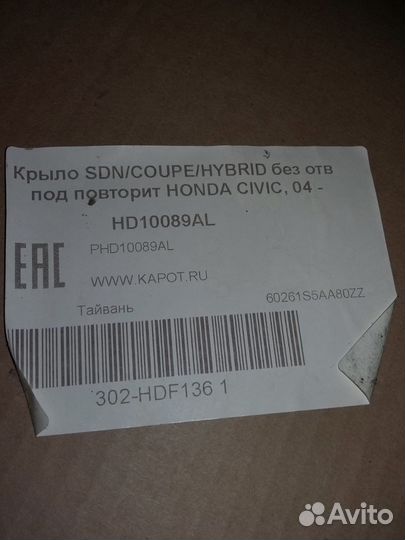 Крыло SDN/COUPE/HYBRID без отв
под повторит HONDA CIVIC, 04 -
HD10089AL
PHD10089AL
EAC
WWW.KAPOT.RU
Тайвань
60261S5AA80ZZ
302-HDF136 1
Avito